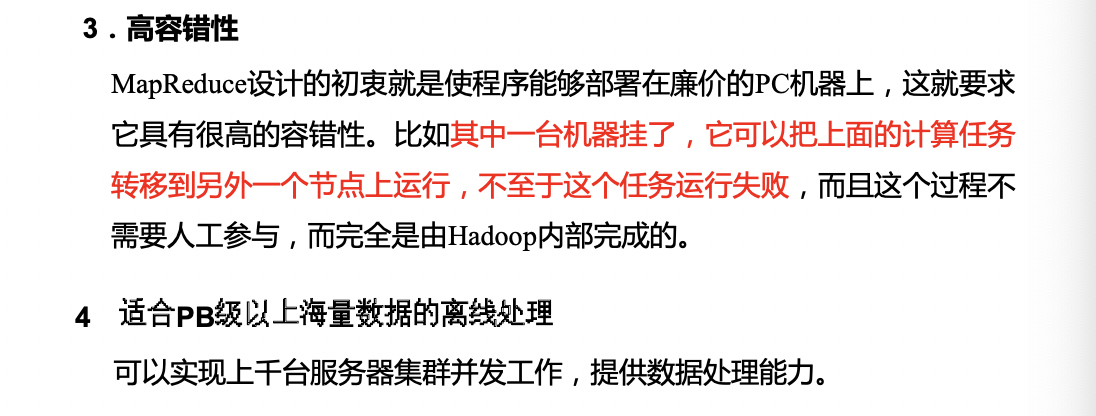 3．高容错性
MapReduce设计的初衷就是使程序能够部署在廉价的PC机器上，这就要求
它具有很高的容错性。比如其中一台机器挂了，它可以把上面的计算任务
转移到另外一个节点上运行，不至于这个任务运行失败，而且这个过程不
需要人工参与，而完全是由Hadoop内部完成的。
4 适合PB级以上海量数据的离线处理
可以实现上千台服务器集群并发工作，提供数据处理能力。